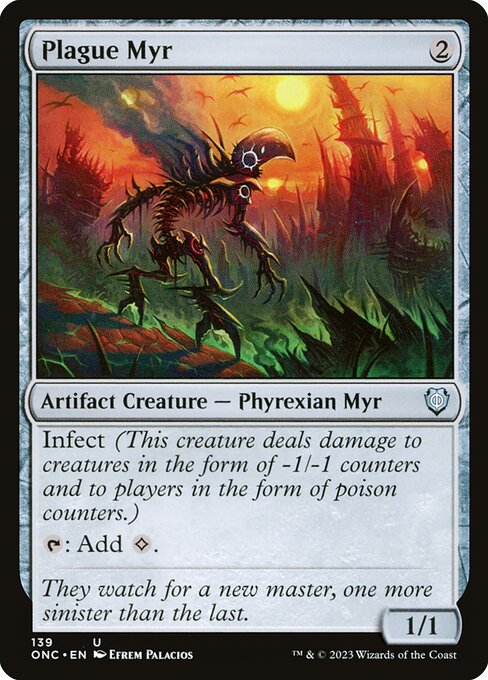 Plague Myr 2
Artifact Creature — Phyrexian Myr
Infect (This creature deals damage to
creatures in the form of -1/-1 counters
and to players in the form of poison
counters.)
: Add .
They watch for a new master, one more
sinister than the last.
1/1
139 U
ONC • EN Efrem Palacios ™ & © 2023 Wizards of the Coast